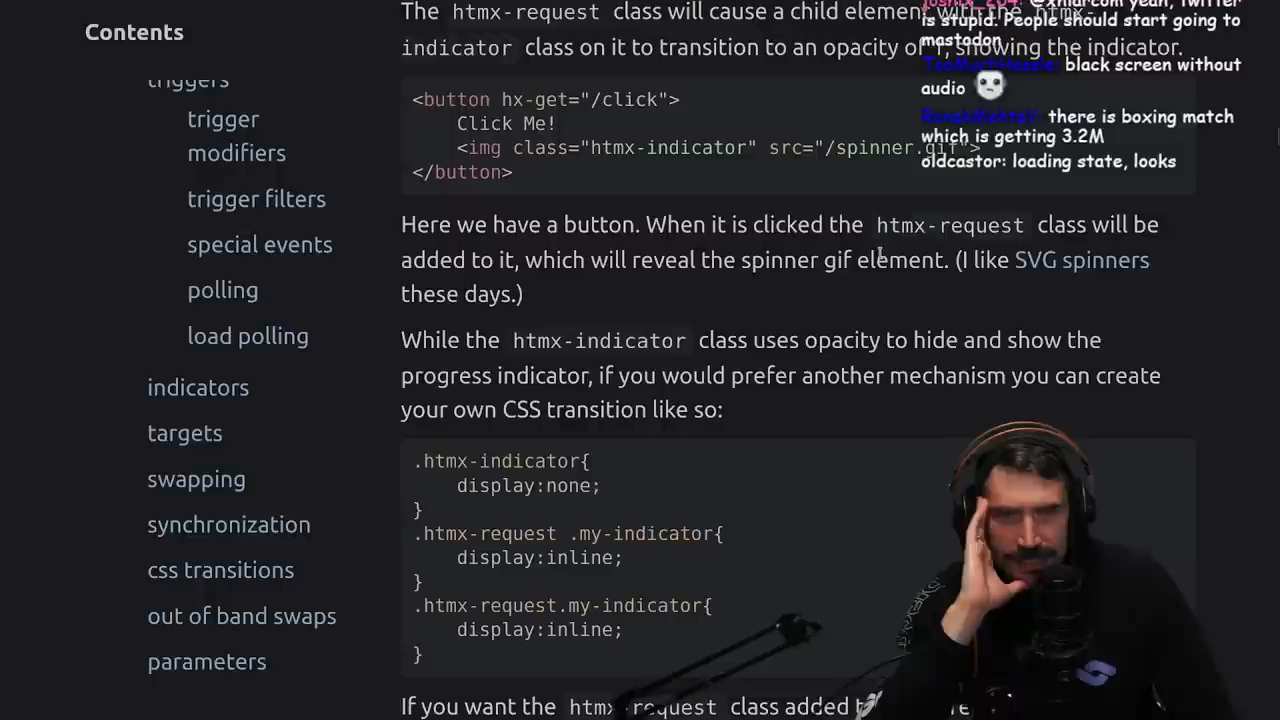 Contents
triggers
trigger
modifiers
trigger filters
special events
polling
load polling
indicators
targets
swapping
synchronization
css transitions
out of band swaps
parameters
The htmx-request class will cause a child element with the htmx-
indicator class on it to transition to an opacity of 1, showing the indicator.
<button hx-get="/click">
Click Me!
<img class="htmx-indicator" src="/spinner.gif">
</button>
Here we have a button. When it is clicked the htmx-request class will be
added to it, which will reveal the spinner gif element. (I like SVG spinners
these days.)
While the htmx-indicator class uses opacity to hide and show the
progress indicator, if you would prefer another mechanism you can create
your own CSS transition like so:
.htmx-indicator{
display:none;
}
.htmx-request .my-indicator{
display:inline;
}
.htmx-request.my-indicator{
display:inline;
}
If you want the htmx-request class added
yeah, twitter
is stupid. People should start going to
mastodon
TooMuchHassle: black screen without
audio
there is boxing match
which is getting 3.2M
oldcastor: loading state, looks